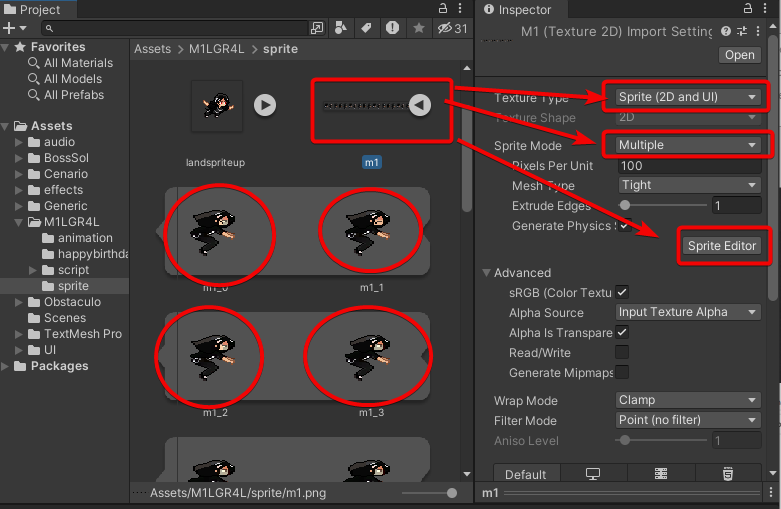 Project
31
Favorites
All Materials
All Models
All Prefabs
Assets
audio
BossSol
Cenario
effects
Generic
M1LGR4L
animation
happybirthda
script
sprite
Obstaculo
Scenes
TextMesh Pro
UI
Packages
Assets M1LGR4L sprite
landspriteup m1
m1_0 m1_1
m1_2 m1_3
Assets/M1LGR4L/sprite/m1.png
Inspector
M1 (Texture 2D) Import Setting
Open
Texture Type Sprite (2D and UI)
Texture Shape 2D
Sprite Mode Multiple
Pixels Per Unit 100
Mesh Type Tight
Extrude Edges 1
Generate Physics S
Sprite Editor
Advanced
sRGB (Color Textu
Alpha Source Input Texture Alpha
Alpha Is Transpare
Read/Write
Generate Mipmaps
Wrap Mode Clamp
Filter Mode Point (no filter)
Aniso Level 1
Default
m1